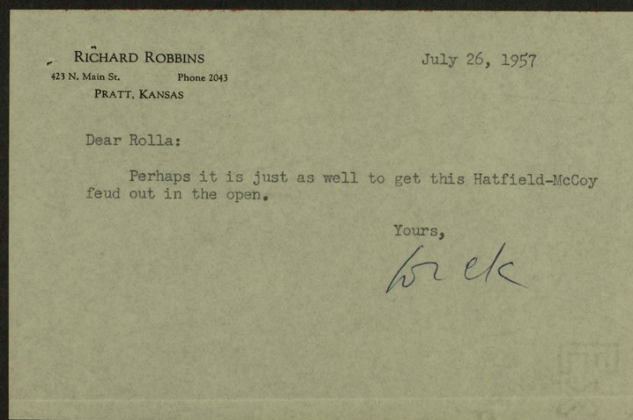 RICHARD ROBBINS
423 N. Main St. Phone 2043
PRATT, KANSAS
July 26, 1957
Dear Rolla:
Perhaps it is just as well to get this Hatfield-McCoy
feud out in the open.
Yours,
Dick